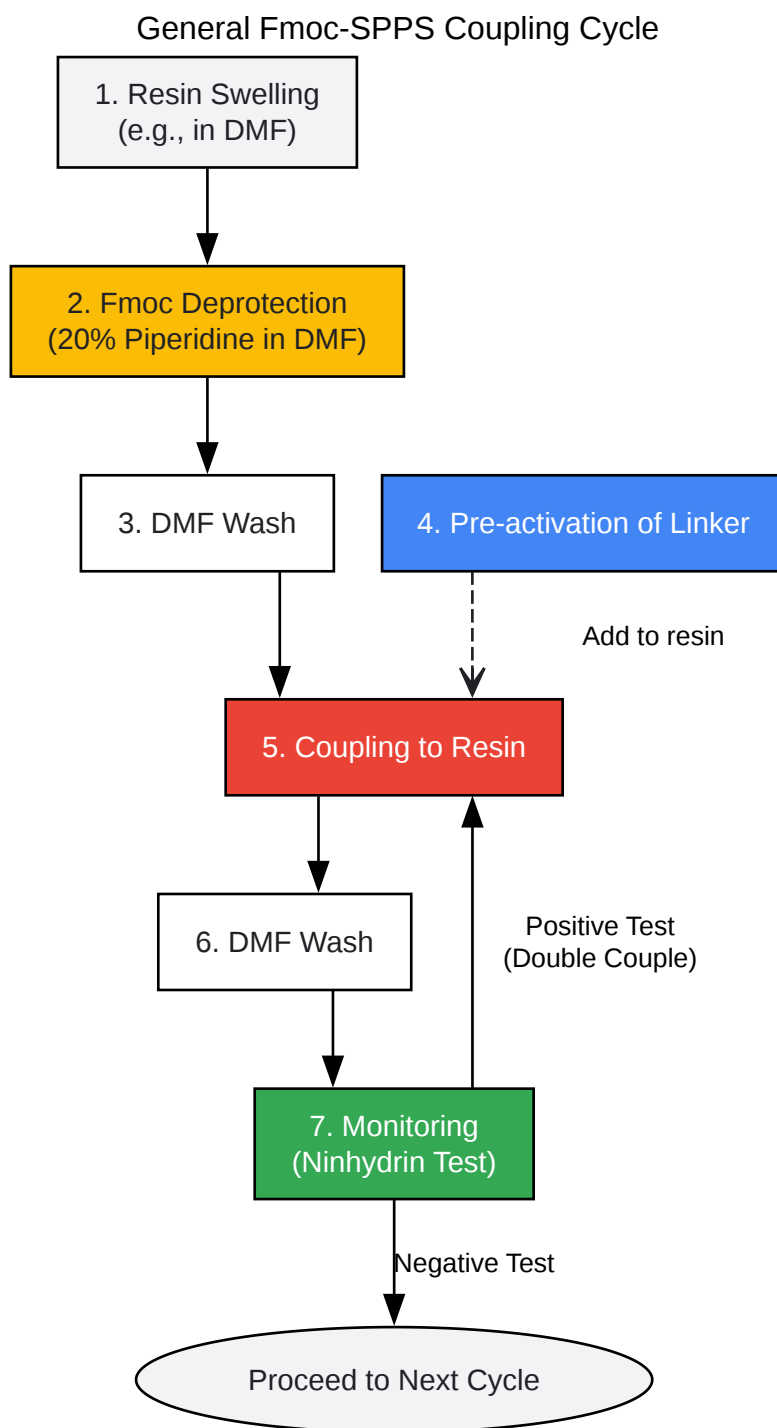 General Fmoc-SPPS Coupling Cycle
1. Resin Swelling
(e.g., in DMF)
2. Fmoc Deprotection
(20% Piperidine in DMF)
3. DMF Wash
4. Pre-activation of Linker
Add to resin
5. Coupling to Resin
6. DMF Wash
Positive Test
(Double Couple)
7. Monitoring
(Ninhydrin Test)
Negative Test
Proceed to Next Cycle